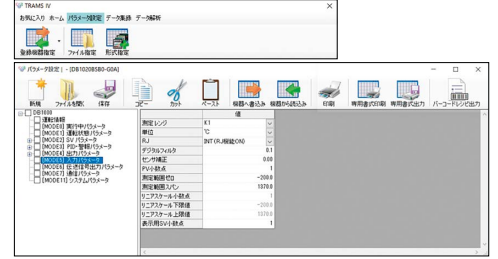 TRAMS IV
お気に入り ホーム パラメータ設定 データ集録 データ解析
登録機器指定 ファイル指定 形式指定
パラメータ設定 | - [DB1020B5B0-G0A]
新規 ファイルを開く 保存 コピー カット ペースト 機器へ書込み 機器から読込み 印刷 専用書式印刷 専用書式出力 バーコードレシピ出力
DB1000
運転情報
[MODE0] 実行中パラメータ
[MODE1] 運転状態パラメータ
[MODE2] SV パラメータ
[MODE3] PID・警報パラメータ
[MODE4] 出力パラメータ
[MODE5] 入力パラメータ
[MODE6] 伝送信号出力パラメータ
[MODE7] 通信パラメータ
[MODE11] システムパラメータ
値
測定レンジ K1
単位 ℃
RJ INT (RJ機能ON)
デジタルフィルタ 0.1
センサ補正 0.00
PV小数点 1
測定範囲ゼロ -200.0
測定範囲スパン 1370.0
リニアスケール小数点 1
リニアスケール下限値 -200.0
リニアスケール上限値 1370.0
表示用SV小数点 1